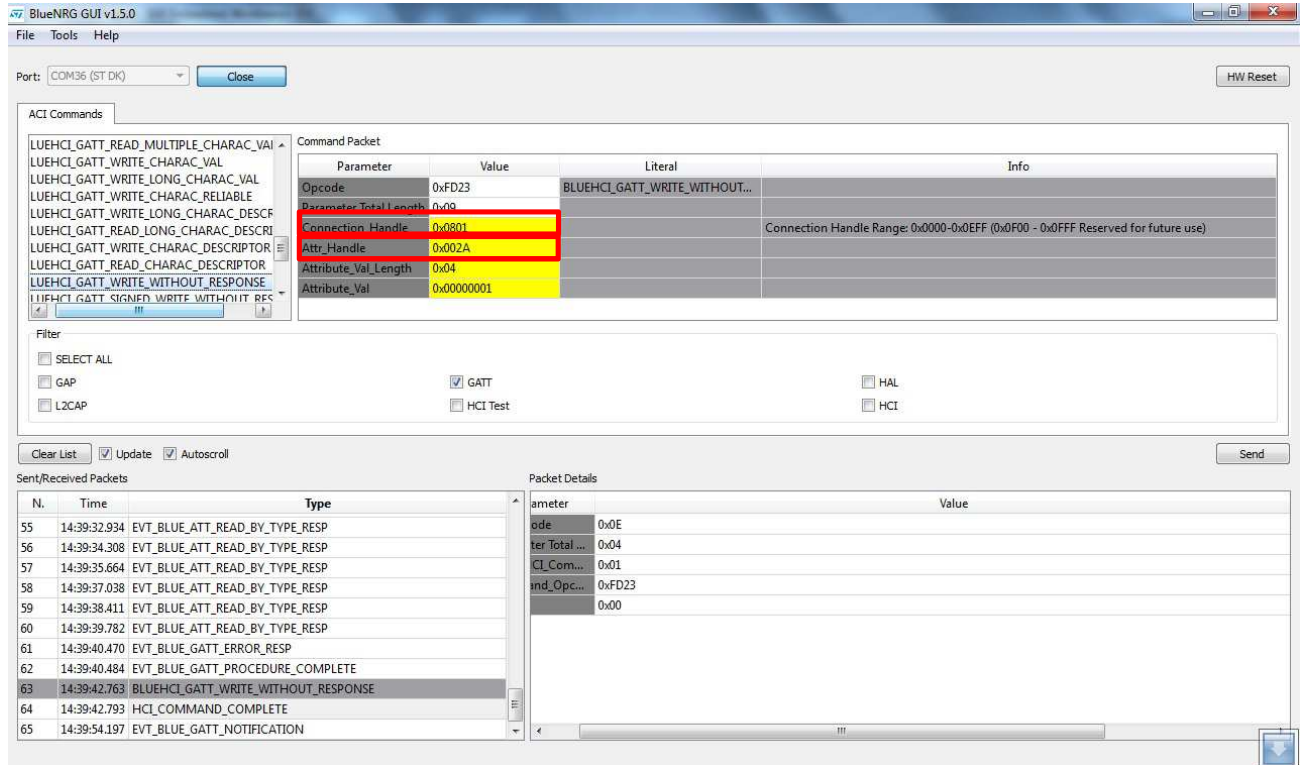 BlueNRG GUI v1.5.0
File Tools Help
Port: COM36 (ST DK) Close HW Reset
ACI Commands
LUEHCI_GATT_READ_MULTIPLE_CHARAC_VAL
LUEHCI_GATT_WRITE_CHARAC_VAL
LUEHCI_GATT_WRITE_LONG_CHARAC_VAL
LUEHCI_GATT_WRITE_CHARAC_RELIABLE
LUEHCI_GATT_WRITE_LONG_CHARAC_DESCR
LUEHCI_GATT_READ_LONG_CHARAC_DESCRI
LUEHCI_GATT_WRITE_CHARAC_DESCRIPTOR
LUEHCI_GATT_READ_CHARAC_DESCRIPTOR
LUEHCI_GATT_WRITE_WITHOUT_RESPONSE
LUEHCI_GATT_SIGNED_WRITE_WITHOUT_RES
Command Packet
Parameter Value Literal Info
Opcode 0xFD23 BLUEHCI_GATT_WRITE_WITHOUT...
Parameter Total Length 0x09
Connection_Handle 0x0801 Connection Handle Range: 0x0000-0x0EFF (0x0F00 - 0x0FFF Reserved for future use)
Attr_Handle 0x002A
Attribute_Val_Length 0x04
Attribute_Val 0x00000001
Filter
SELECT ALL
GAP GATT HAL
L2CAP HCI Test HCI
Clear List Update Autoscroll Send
Sent/Received Packets
N. Time Type
55 14:39:32.934 EVT_BLUE_ATT_READ_BY_TYPE_RESP
56 14:39:34.308 EVT_BLUE_ATT_READ_BY_TYPE_RESP
57 14:39:35.664 EVT_BLUE_ATT_READ_BY_TYPE_RESP
58 14:39:37.038 EVT_BLUE_ATT_READ_BY_TYPE_RESP
59 14:39:38.411 EVT_BLUE_ATT_READ_BY_TYPE_RESP
60 14:39:39.782 EVT_BLUE_ATT_READ_BY_TYPE_RESP
61 14:39:40.470 EVT_BLUE_GATT_ERROR_RESP
62 14:39:40.484 EVT_BLUE_GATT_PROCEDURE_COMPLETE
63 14:39:42.763 BLUEHCI_GATT_WRITE_WITHOUT_RESPONSE
64 14:39:42.793 HCI_COMMAND_COMPLETE
65 14:39:54.197 EVT_BLUE_GATT_NOTIFICATION
Packet Details
ameter Value
ode 0x0E
ter Total ... 0x04
CI_Com... 0x01
and_Opc... 0xFD23
0x00